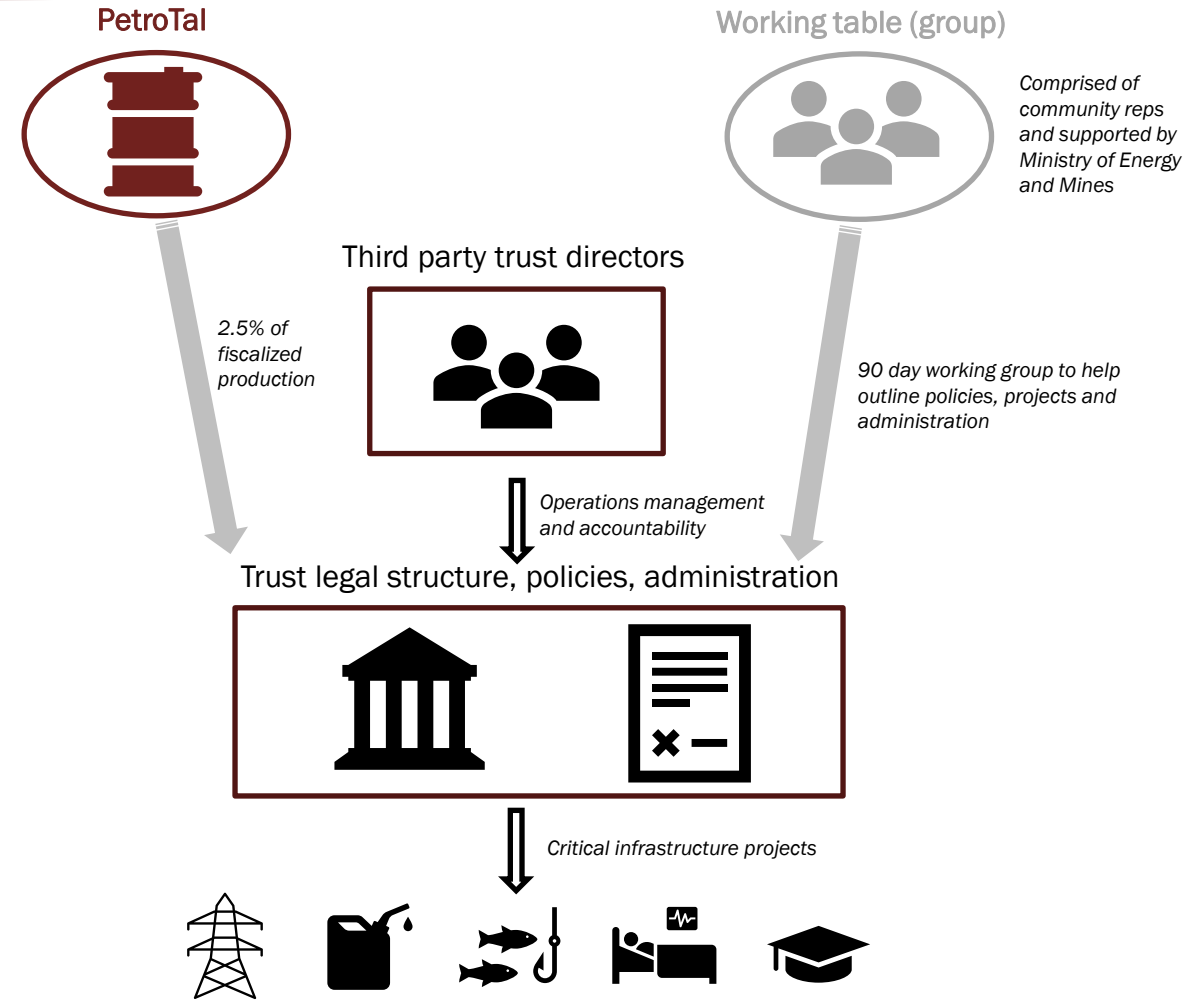 PetroTal
Working table (group)
Comprised of
community reps
and supported by
Ministry of Energy
and Mines
Third party trust directors
2.5% of
fiscalized
production
90 day working group to help
outline policies, projects and
administration
Operations management
and accountability
Trust legal structure, policies, administration
Critical infrastructure projects